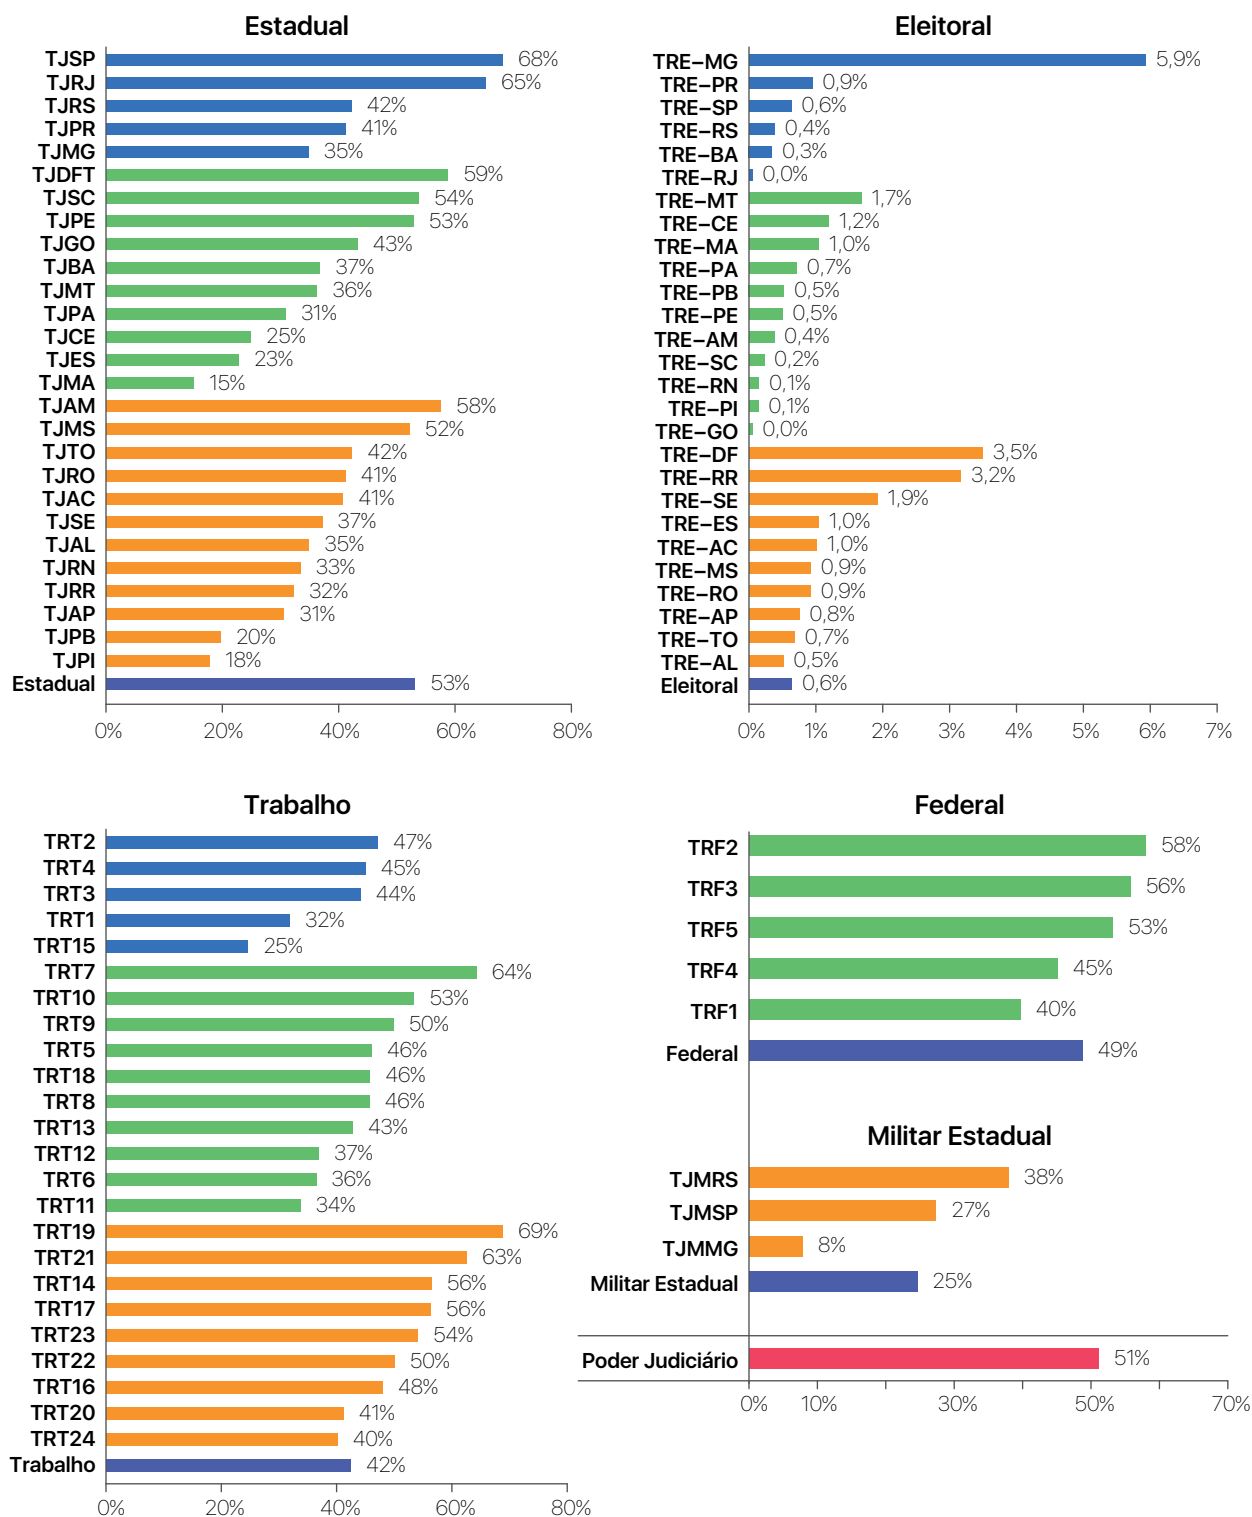 Estadual
TJSP 68%
TJRJ 65%
TJRS 42%
TJPR 41%
TJMG 35%
TJDFT 59%
TJSC 54%
TJPE 53%
TJGO 43%
TJBA 37%
TJMT 36%
TJPA 31%
TJCE 25%
TJES 23%
TJMA 15%
TJAM 58%
TJMS 52%
TJTO 42%
TJRO 41%
TJAC 41%
TJSE 37%
TJAL 35%
TJRN 33%
TJRR 32%
TJAP 31%
TJPB 20%
TJPI 18%
Estadual 53%
0% 20% 40% 60% 80%
Eleitoral
TRE–MG 5,9%
TRE–PR 0,9%
TRE–SP 0,6%
TRE–RS 0,4%
TRE–BA 0,3%
TRE–RJ 0,0%
TRE–MT 1,7%
TRE–CE 1,2%
TRE–MA 1,0%
TRE–PA 0,7%
TRE–PB 0,5%
TRE–PE 0,5%
TRE–AM 0,4%
TRE–SC 0,2%
TRE–RN 0,1%
TRE–PI 0,1%
TRE–GO 0,0%
TRE–DF 3,5%
TRE–RR 3,2%
TRE–SE 1,9%
TRE–ES 1,0%
TRE–AC 1,0%
TRE–MS 0,9%
TRE–RO 0,9%
TRE–AP 0,8%
TRE–TO 0,7%
TRE–AL 0,5%
Eleitoral 0,6%
0% 1% 2% 3% 4% 5% 6% 7%
Trabalho
TRT2 47%
TRT4 45%
TRT3 44%
TRT1 32%
TRT15 25%
TRT7 64%
TRT10 53%
TRT9 50%
TRT5 46%
TRT18 46%
TRT8 46%
TRT13 43%
TRT12 37%
TRT6 36%
TRT11 34%
TRT19 69%
TRT21 63%
TRT14 56%
TRT17 56%
TRT23 54%
TRT22 50%
TRT16 48%
TRT20 41%
TRT24 40%
Trabalho 42%
0% 20% 40% 60% 80%
Federal
TRF2 58%
TRF3 56%
TRF5 53%
TRF4 45%
TRF1 40%
Federal 49%
Militar Estadual
TJMRS 38%
TJMSP 27%
TJMMG 8%
Militar Estadual 25%
Poder Judiciário 51%
0% 10% 30% 50% 70%